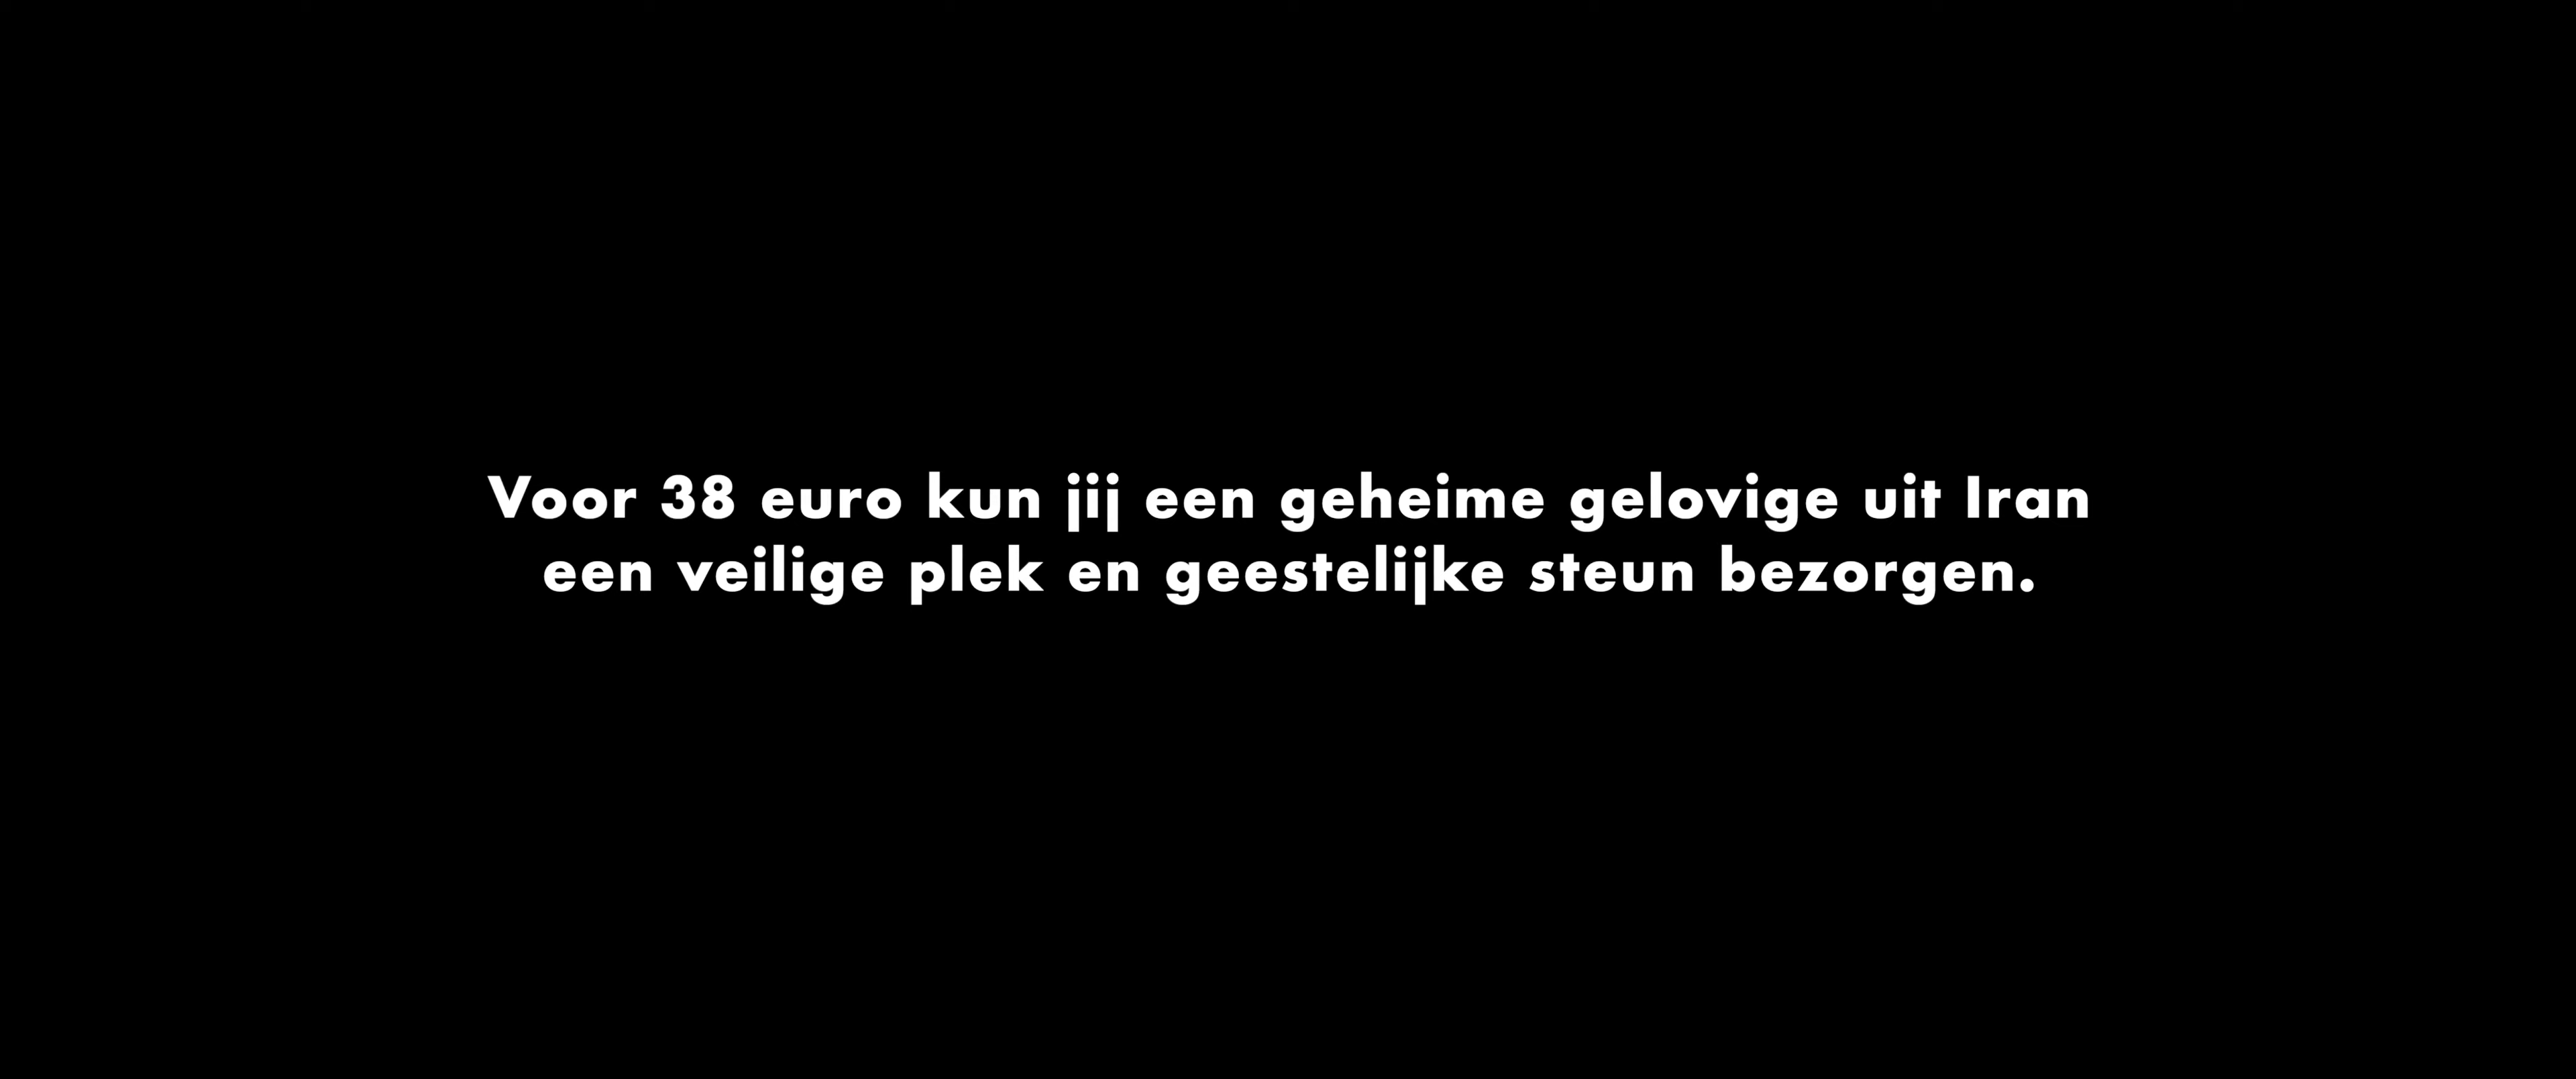 Voor 38 euro kun jij een geheime gelovige uit Iran
een veilige plek en geestelijke steun bezorgen.